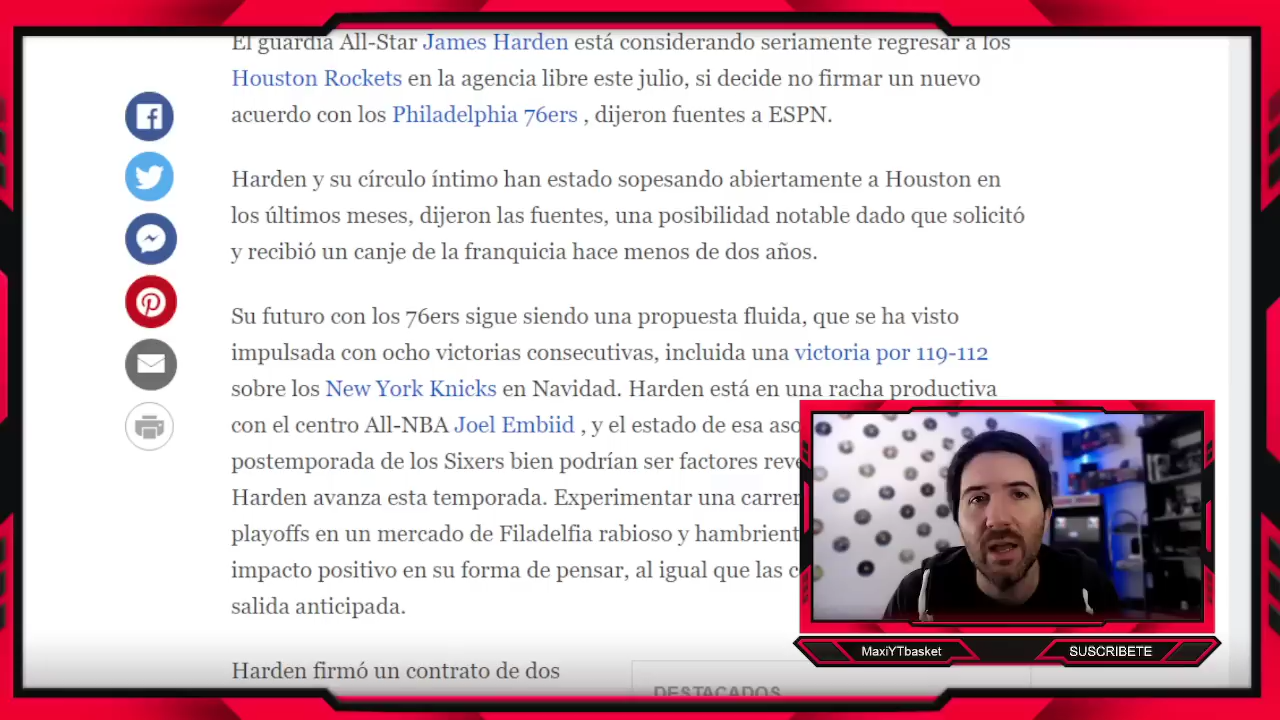 El guardia All-Star James Harden está considerando seriamente regresar a los
Houston Rockets en la agencia libre este julio, si decide no firmar un nuevo
acuerdo con los Philadelphia 76ers , dijeron fuentes a ESPN.
Harden y su círculo íntimo han estado sopesando abiertamente a Houston en
los últimos meses, dijeron las fuentes, una posibilidad notable dado que solicitó
y recibió un canje de la franquicia hace menos de dos años.
Su futuro con los 76ers sigue siendo una propuesta fluida, que se ha visto
impulsada con ocho victorias consecutivas, incluida una victoria por 119-112
sobre los New York Knicks en Navidad. Harden está en una racha productiva
con el centro All-NBA Joel Embiid , y el estado de esa
postemporada de los Sixers bien podrían ser factores
Harden avanza esta temporada. Experimentar una
playoffs en un mercado de Filadelfia rabioso y
impacto positivo en su forma de pensar, al igual que las
salida anticipada.
Harden firmó un contrato de dos
DESTACADOS
MaxiYTbasket
SUSCRIBETE